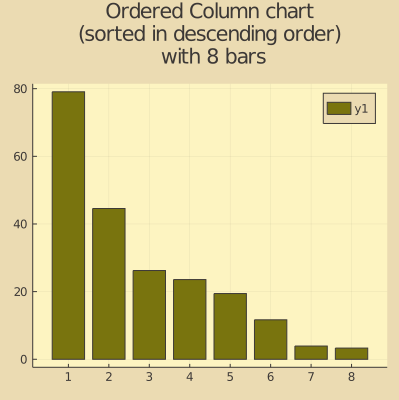 Ordered Column chart
(sorted in descending order)
with 8 bars
80
60
40
20
0
y1
1 2 3 4 5 6 7 8